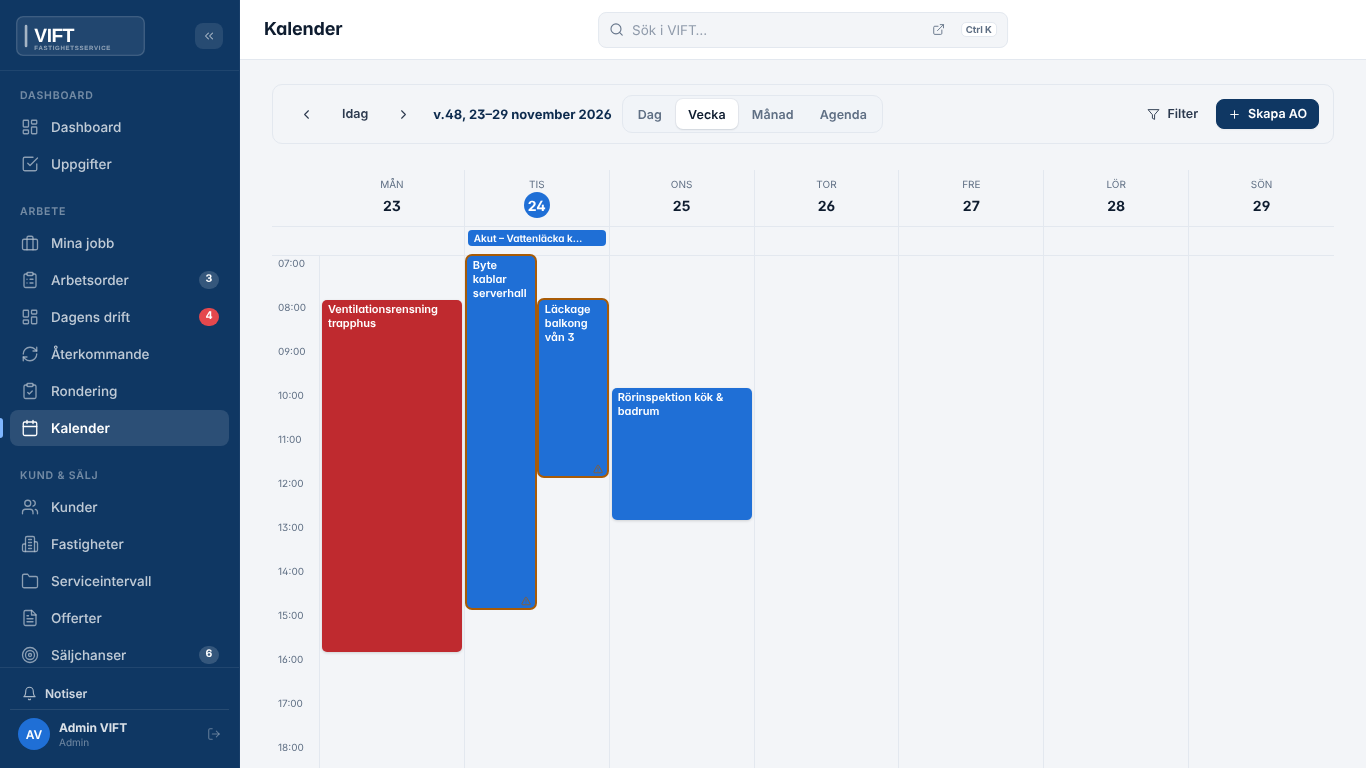 VIFT
FASTIGHETSSERVICE
DASHBOARD
Dashboard
Uppgifter
ARBETE
Mina jobb
Arbetsorder 3
Dagens drift 4
Återkommande
Rondering
Kalender
KUND & SÄLJ
Kunder
Fastigheter
Serviceintervall
Offerter
Säljchanser 6
Notiser
AV
Admin VIFT
Admin
Kalender
Sök i VIFT...
Ctrl K
Idag
v.48, 23–29 november 2026
Dag
Vecka
Månad
Agenda
Filter
Skapa AO
MÅN
23
TIS
24
ONS
25
TOR
26
FRE
27
LÖR
28
SÖN
29
Akut – Vattenläcka k...
07:00
08:00
09:00
10:00
11:00
12:00
13:00
14:00
15:00
16:00
17:00
18:00
Ventilationsrensning
trapphus
Byte
kablar
serverhall
Läckage
balkong
vån 3
Rörinspektion kök &
badrum